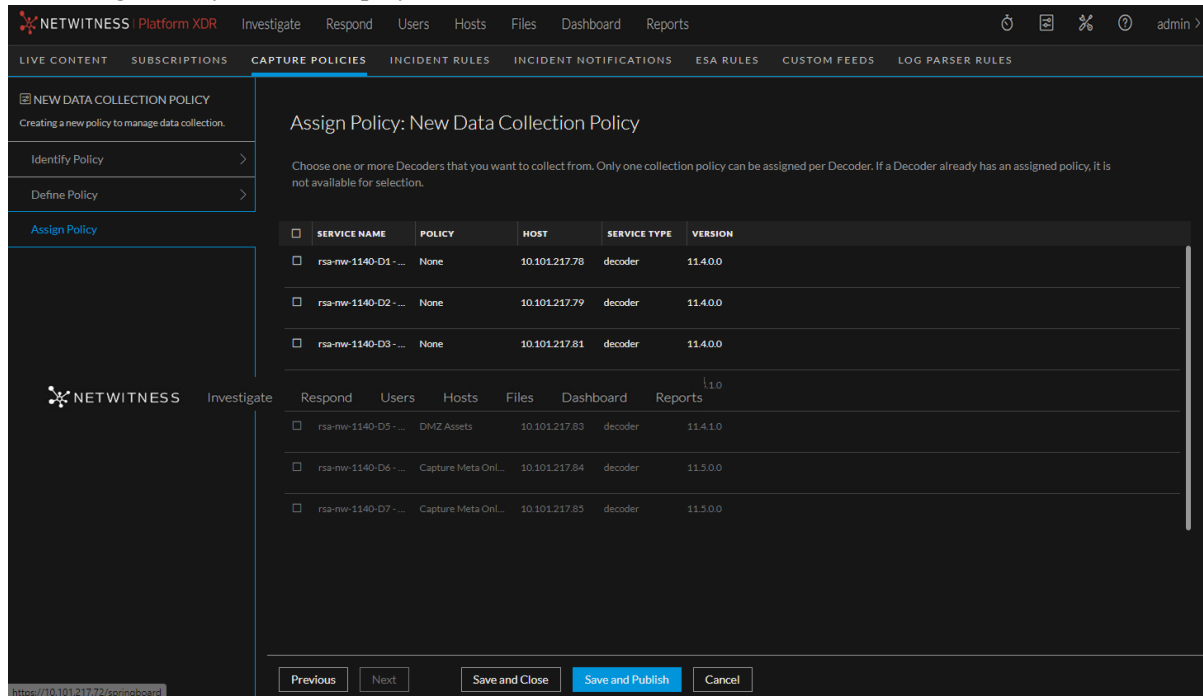 NETWITNESS | Platform XDR Investigate Respond Users Hosts Files Dashboard Reports admin >
LIVE CONTENT SUBSCRIPTIONS CAPTURE POLICIES INCIDENT RULES INCIDENT NOTIFICATIONS ESA RULES CUSTOM FEEDS LOG PARSER RULES
NEW DATA COLLECTION POLICY
Creating a new policy to manage data collection.
Identify Policy >
Define Policy >
Assign Policy
Assign Policy: New Data Collection Policy
Choose one or more Decoders that you want to collect from. Only one collection policy can be assigned per Decoder. If a Decoder already has an assigned policy, it is
not available for selection.
SERVICE NAME POLICY HOST SERVICE TYPE VERSION
rsa-nw-1140-D1 - ... None 10.101.217.78 decoder 11.4.0.0
rsa-nw-1140-D2 - ... None 10.101.217.79 decoder 11.4.0.0
rsa-nw-1140-D3 - ... None 10.101.217.81 decoder 11.4.0.0
.1.0
NETWITNESS Investigate Respond Users Hosts Files Dashboard Reports
rsa-nw-1140-D5 - ... DMZ Assets 10.101.217.83 decoder 11.4.1.0
rsa-nw-1140-D6 - ... Capture Meta Onl... 10.101.217.84 decoder 11.5.0.0
rsa-nw-1140-D7 - ... Capture Meta Onl... 10.101.217.85 decoder 11.5.0.0
Previous Next Save and Close Save and Publish Cancel
https://10.101.217.72/springboard